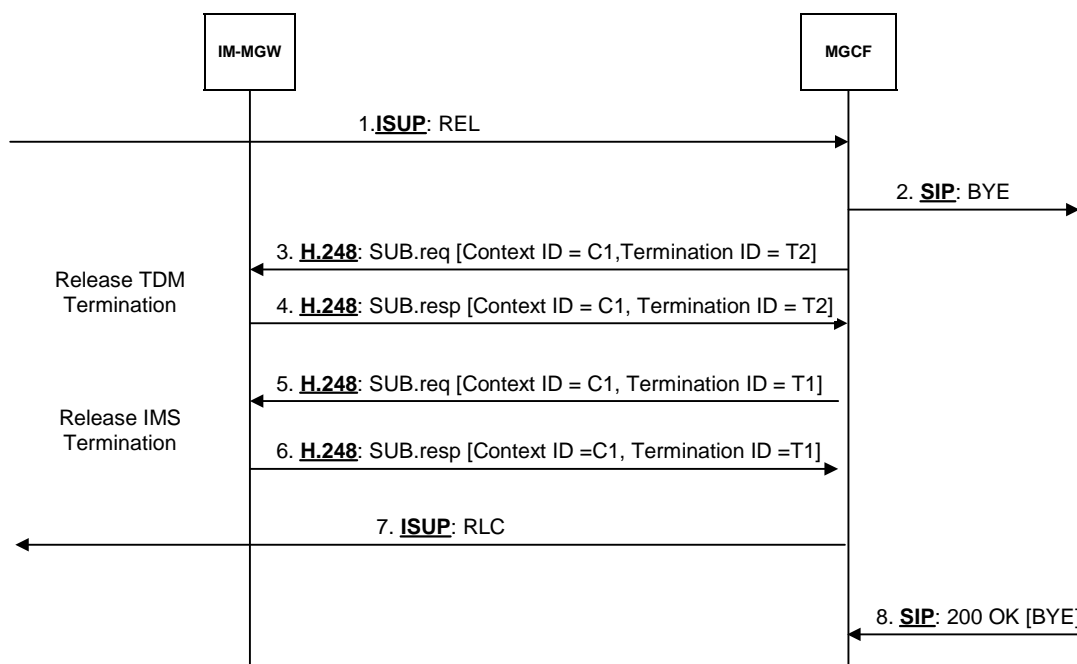 IM-MGW
MGCF
1.ISUP: REL
2. SIP: BYE
3. H.248: SUB.req [Context ID = C1,Termination ID = T2]
Release TDM
Termination
4. H.248: SUB.resp [Context ID = C1, Termination ID = T2]
5. H.248: SUB.req [Context ID = C1, Termination ID = T1]
Release IMS
Termination
6. H.248: SUB.resp [Context ID =C1, Termination ID =T1]
7. ISUP: RLC
8. SIP: 200 OK [BYE]